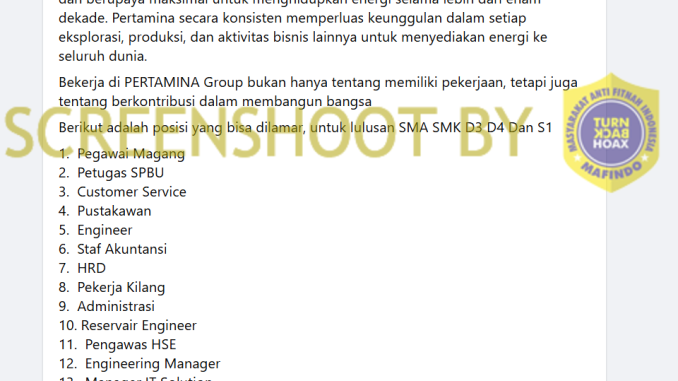 dan berupaya maksimal untuk menghidupkan energi selama lebih dari enam
dekade. Pertamina secara konsisten memperluas keunggulan dalam setiap
eksplorasi, produksi, dan aktivitas bisnis lainnya untuk menyediakan energi ke
seluruh dunia.
Bekerja di PERTAMINA Group bukan hanya tentang memiliki pekerjaan, tetapi juga
tentang berkontribusi dalam membangun bangsa
Berikut adalah posisi yang bisa dilamar, untuk lulusan SMA SMK D3 D4 Dan S1
1. Pegawai Magang
2. Petugas SPBU
3. Customer Service
4. Pustakawan
5. Engineer
6. Staf Akuntansi
7. HRD
8. Pekerja Kilang
9. Administrasi
10. Reservair Engineer
11. Pengawas HSE
12. Engineering Manager
13. Manager IT Solution
SCREENSHOOT BY
MASYARAKAT ANTI FITNAH INDONESIA
TURN
BACK
HOAX
MAFINDO